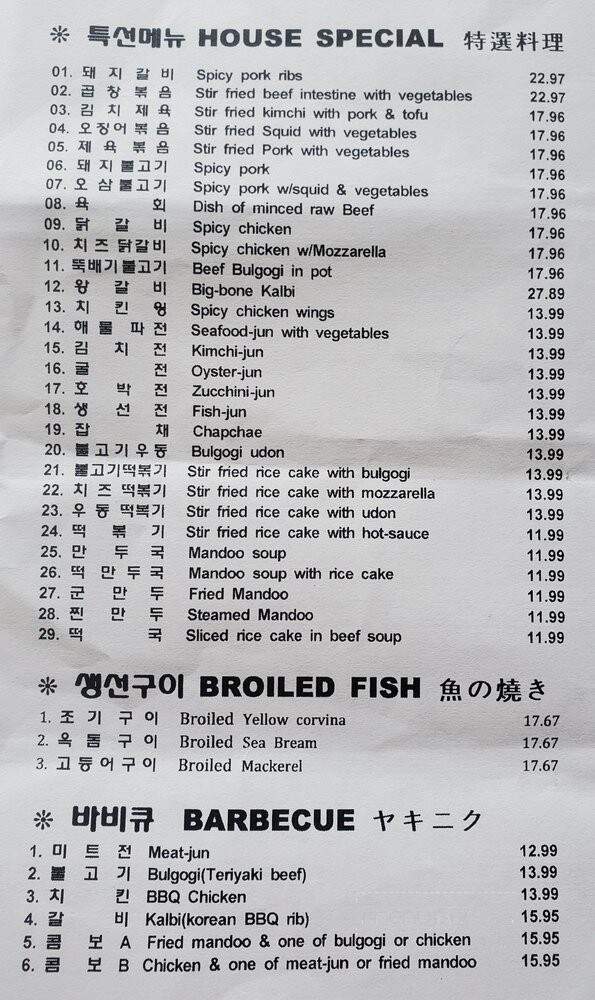 ※ 특선메뉴 HOUSE SPECIAL 特選料理
01. 돼지갈비 Spicy pork ribs 22.97
02. 곱창볶음 Stir fried beef intestine with vegetables 22.97
03. 김치제육 Stir fried kimchi with pork & tofu 17.96
04. 오징어볶음 Stir fried Squid with vegetables 17.96
05. 제육볶음 Stir fried Pork with vegetables 17.96
06. 돼지불고기 Spicy pork 17.96
07. 오삼불고기 Spicy pork w/squid & vegetables 17.96
08. 육회 Dish of minced raw Beef 17.96
09. 닭갈비 Spicy chicken 17.96
10. 치즈닭갈비 Spicy chicken w/Mozzarella 17.96
11. 뚝배기불고기 Beef Bulgogi in pot 17.96
12. 왕갈비 Big-bone Kalbi 27.89
13. 치킨윙 Spicy chicken wings 13.99
14. 해물파전 Seafood-jun with vegetables 13.99
15. 김치전 Kimchi-jun 13.99
16. 굴전 Oyster-jun 13.99
17. 호박전 Zucchini-jun 13.99
18. 생선전 Fish-jun 13.99
19. 잡채 Chapchae 13.99
20. 불고기우동 Bulgogi udon 13.99
21. 불고기떡볶기 Stir fried rice cake with bulgogi 13.99
22. 치즈떡볶기 Stir fried rice cake with mozzarella 13.99
23. 우동떡복기 Stir fried rice cake with udon 13.99
24. 떡볶기 Stir fried rice cake with hot-sauce 11.99
25. 만두국 Mandoo soup 11.99
26. 떡만두국 Mandoo soup with rice cake 11.99
27. 군만두 Fried Mandoo 11.99
28. 찐만두 Steamed Mandoo 11.99
29. 떡국 Sliced rice cake in beef soup 11.99
※ 생선구이 BROILED FISH 魚の燒き
1. 조기구이 Broiled Yellow corvina 17.67
2. 옥돔구이 Broiled Sea Bream 17.67
3. 고등어구이 Broiled Mackerel 17.67
※ 바비큐 BARBECUE ヤキニク
1. 미트전 Meat-jun 12.99
2. 불고기 Bulgogi(Teriyaki beef) 13.99
3. 치킨 BBQ Chicken 13.99
4. 갈비 Kalbi(korean BBQ rib) 15.95
5. 콤보 A Fried mandoo & one of bulgogi or chicken 15.95
6. 콤보 B Chicken & one of meat-jun or fried mandoo 15.95